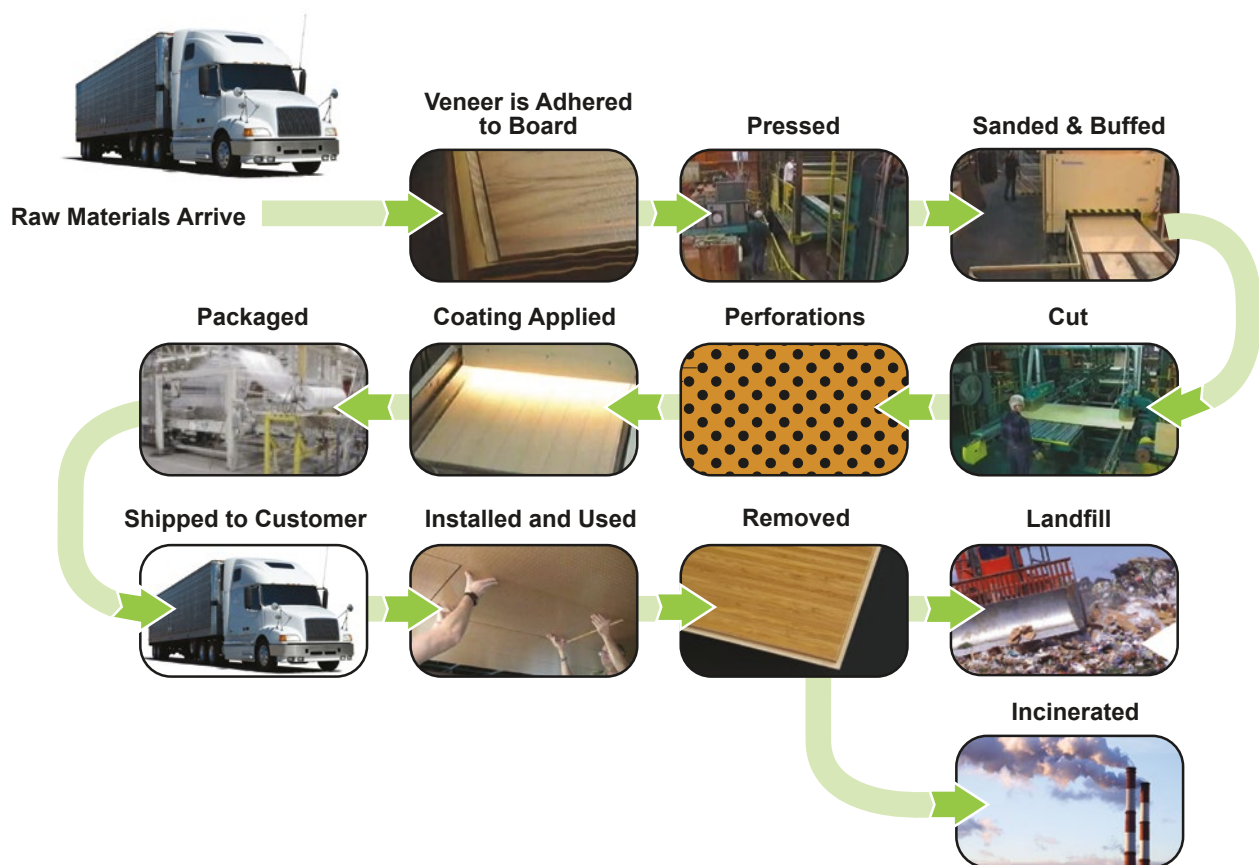 Raw Materials Arrive
Veneer is Adhered
to Board
Pressed
Sanded & Buffed
Cut
Perforations
Coating Applied
Packaged
Shipped to Customer
Installed and Used
Removed
Landfill
Incinerated